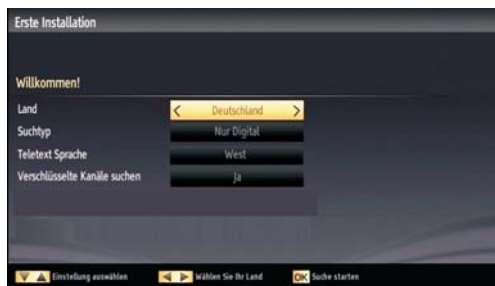 Erste Installation
Willkommen!
Land < Deutschland >
Suchtyp Nur Digital
Teletext Sprache West
Verschlüsselte Kanäle suchen Ja
Einstellung auswählen Wählen Sie Ihr Land OK Suche starten